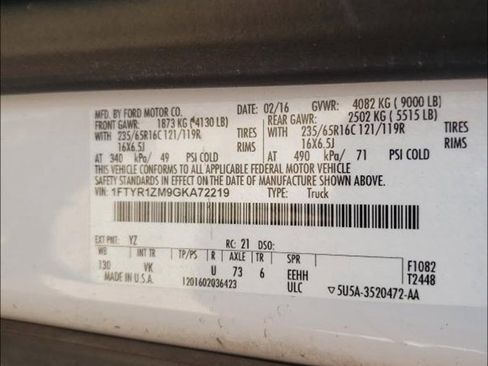 MFD. BY FORD MOTOR CO. 02/16 GVWR: 4082 KG ( 9000 LB)
FRONT GAWR: 1873 KG ( 4130 LB) REAR GAWR: 2502 KG ( 5515 LB)
WITH 235/65R16C 121/119R TIRES WITH 235/65R16C 121/119R TIRES
16X6.5J RIMS 16X6.5J RIMS
AT 340 kPa/ 49 PSI COLD AT 490 kPa/ 71 PSI COLD
THIS VEHICLE CONFORMS TO ALL APPLICABLE FEDERAL MOTOR VEHICLE
SAFETY STANDARDS IN EFFECT ON THE DATE OF MANUFACTURE SHOWN ABOVE.
VIN: 1FTYR1ZM9GKA72219 TYPE: Truck
EXT PNT: YZ RC: 21 DSO:
WB INT TR TP/PS R AXLE TR SPR
130 VK U 73 6 EEHH F1082
MADE IN U.S.A. 1201602036423 ULC T2448
▽5U5A-3520472-AA